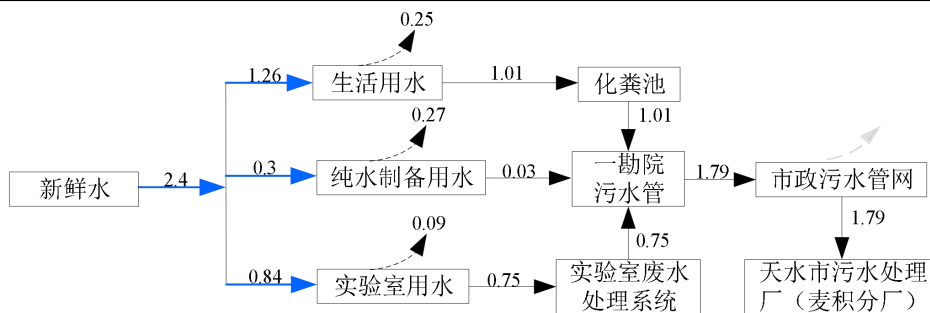 0.25
1.26
生活用水
1.01
化粪池
0.27
1.01
新鲜水
2.4
0.3
纯水制备用水
0.03
一勘院
污水管
1.79
市政污水管网
0.09
0.75
1.79
0.84
实验室用水
0.75
实验室废水
处理系统
天水市污水处理
厂（麦积分厂）